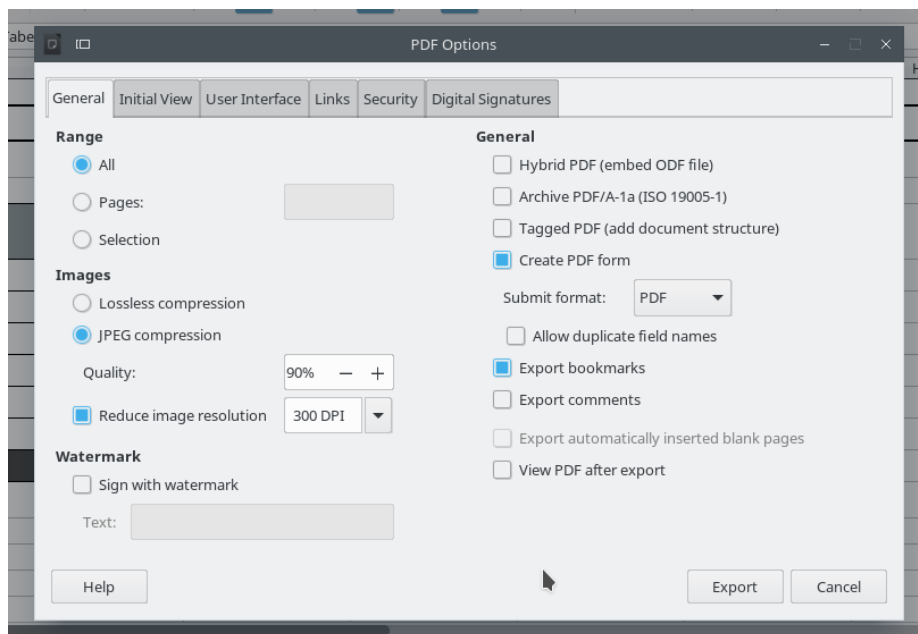 PDF Options
General Initial View User Interface Links Security Digital Signatures
Range
All
Pages:
Selection
Images
Lossless compression
JPEG compression
Quality: 90%
Reduce image resolution 300 DPI
Watermark
Sign with watermark
Text:
General
Hybrid PDF (embed ODF file)
Archive PDF/A-1a (ISO 19005-1)
Tagged PDF (add document structure)
Create PDF form
Submit format: PDF
Allow duplicate field names
Export bookmarks
Export comments
Export automatically inserted blank pages
View PDF after export
Help Export Cancel